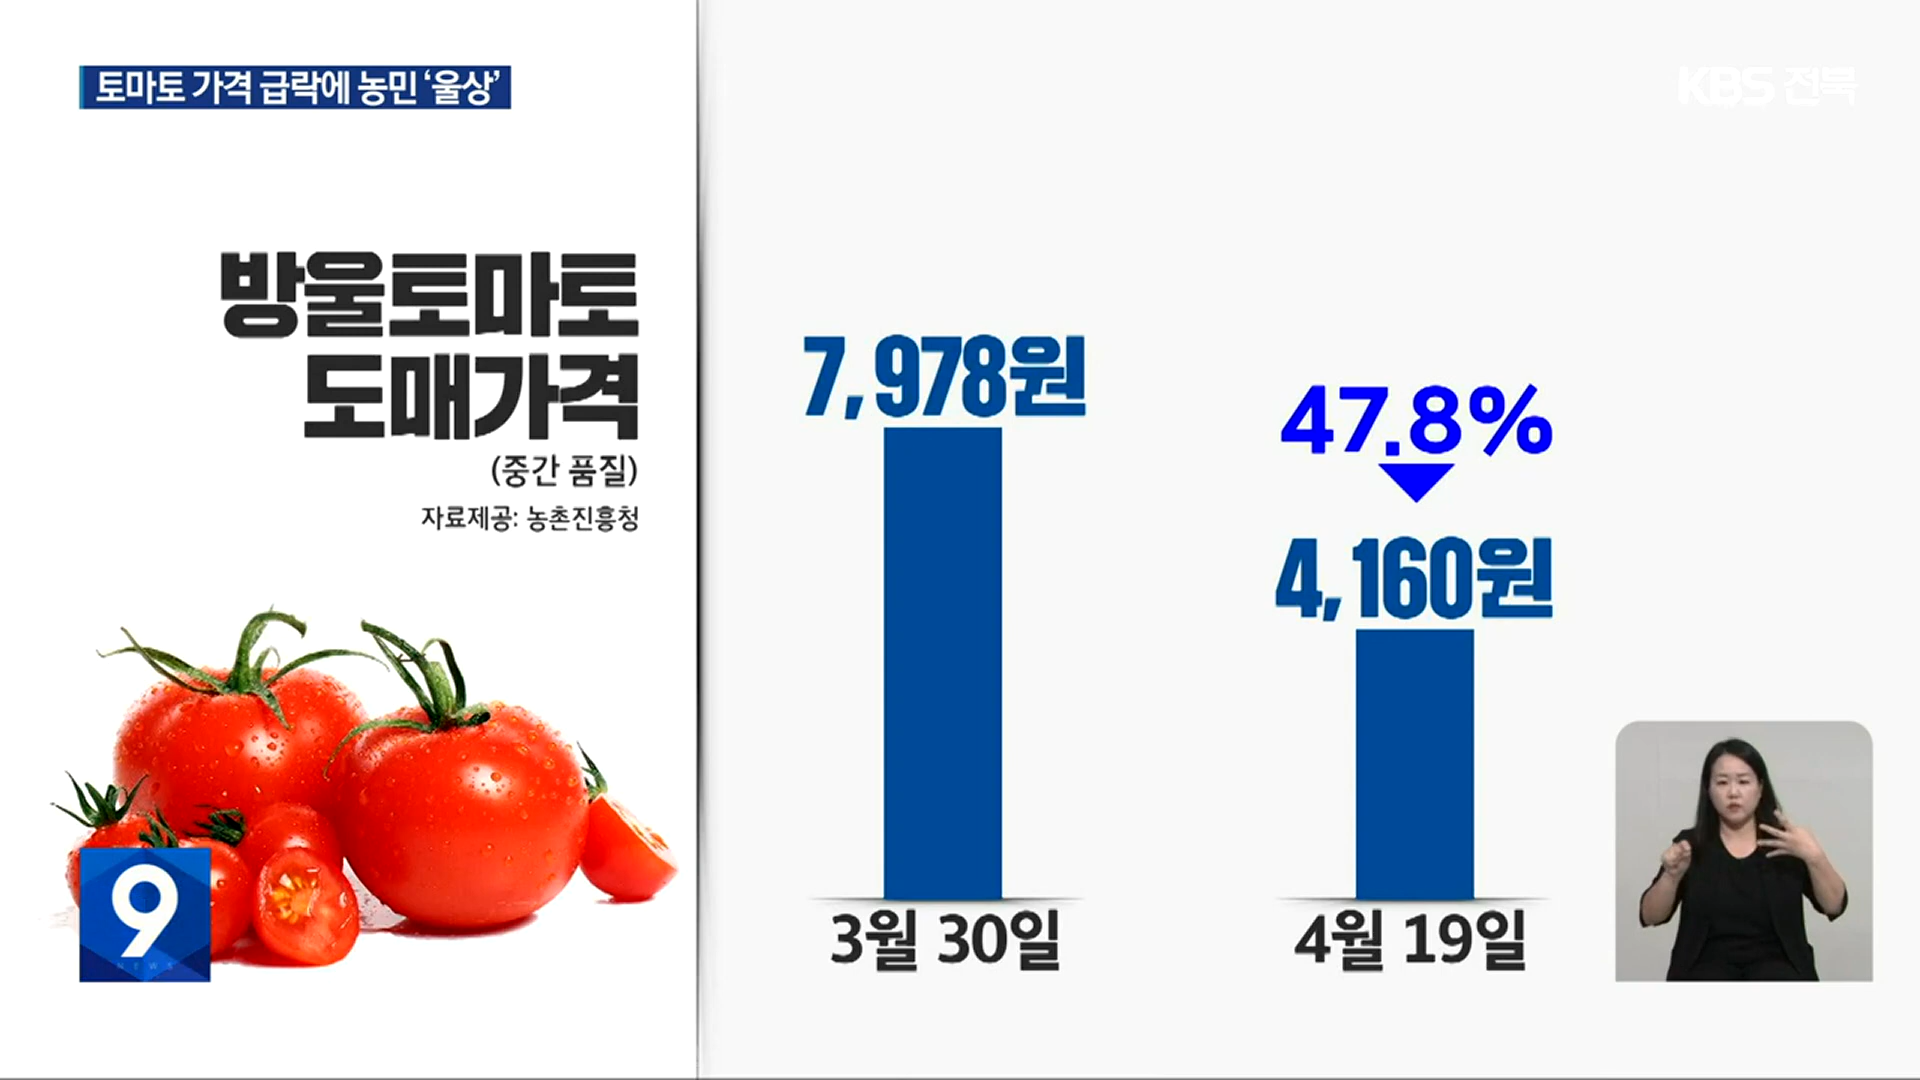 토마토 가격 급락에 농민 ‘울상’
KBS 전북
방울토마토
도매가격
(중간 품질)
자료제공: 농촌진흥청
7,978원
47.8%
4,160원
3월 30일
4월 19일
9
NEWS